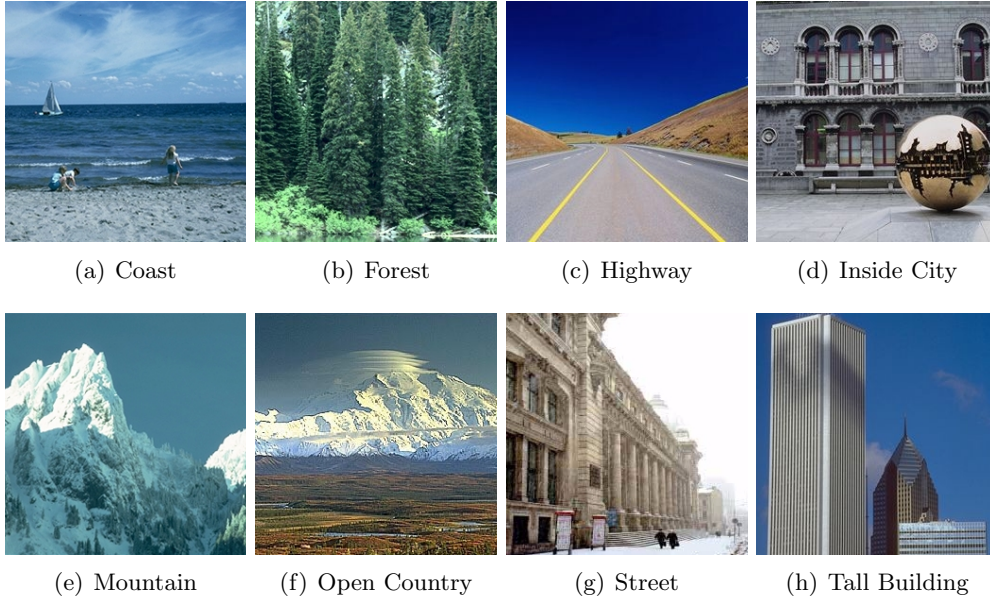 (a) Coast
(b) Forest
(c) Highway
(d) Inside City
(e) Mountain
(f) Open Country
(g) Street
(h) Tall Building